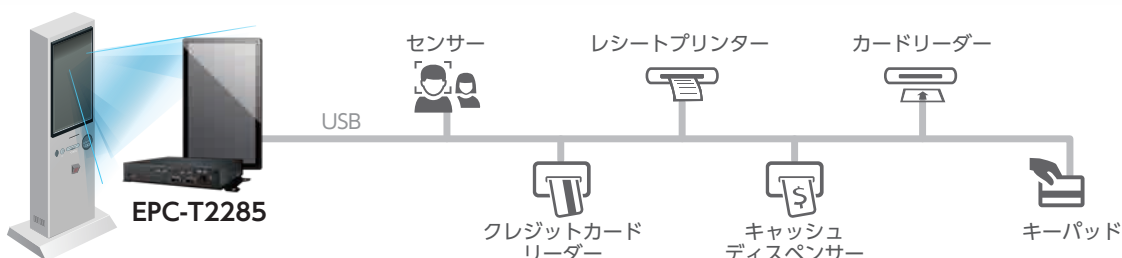 センサー
レシートプリンター
カードリーダー
USB
EPC-T2285
クレジットカード
リーダー
キャッシュ
ディスペンサー
キーパッド